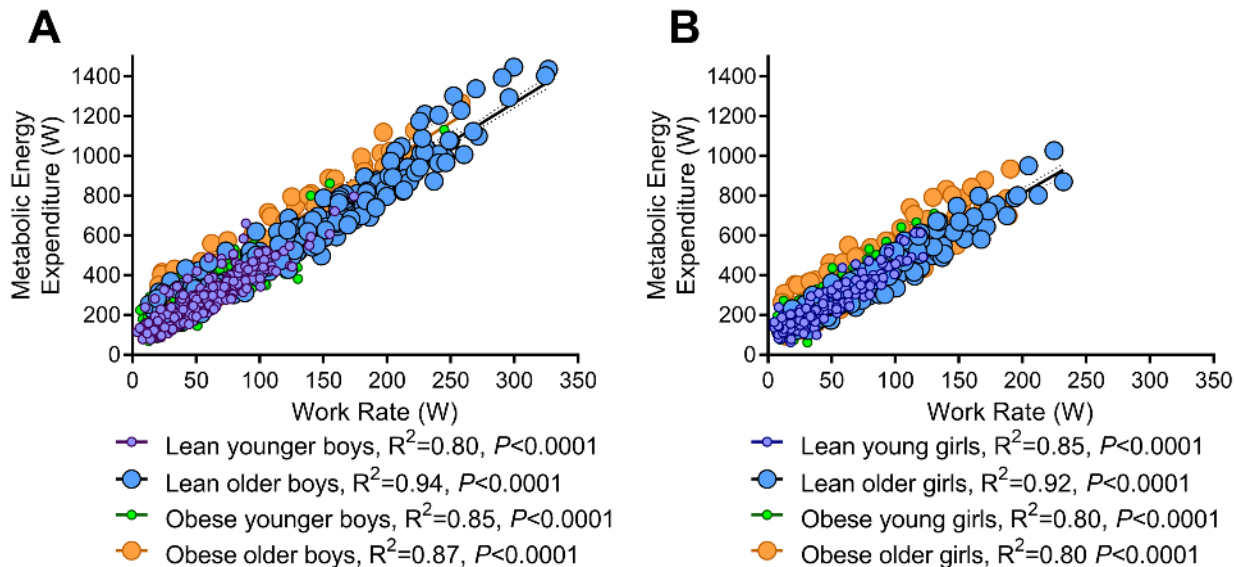 A
B
Metabolic Energy
Expenditure (W)
1400
1200
1000
800
600
400
200
0
0 50 100 150 200 250 300 350
Work Rate (W)
Metabolic Energy
Expenditure (W)
1400
1200
1000
800
600
400
200
0
0 50 100 150 200 250 300 350
Work Rate (W)
Lean younger boys, R²=0.80, P<0.0001
Lean older boys, R²=0.94, P<0.0001
Obese younger boys, R²=0.85, P<0.0001
Obese older boys, R²=0.87, P<0.0001
Lean young girls, R²=0.85, P<0.0001
Lean older girls, R²=0.92, P<0.0001
Obese young girls, R²=0.80, P<0.0001
Obese older girls, R²=0.80 P<0.0001